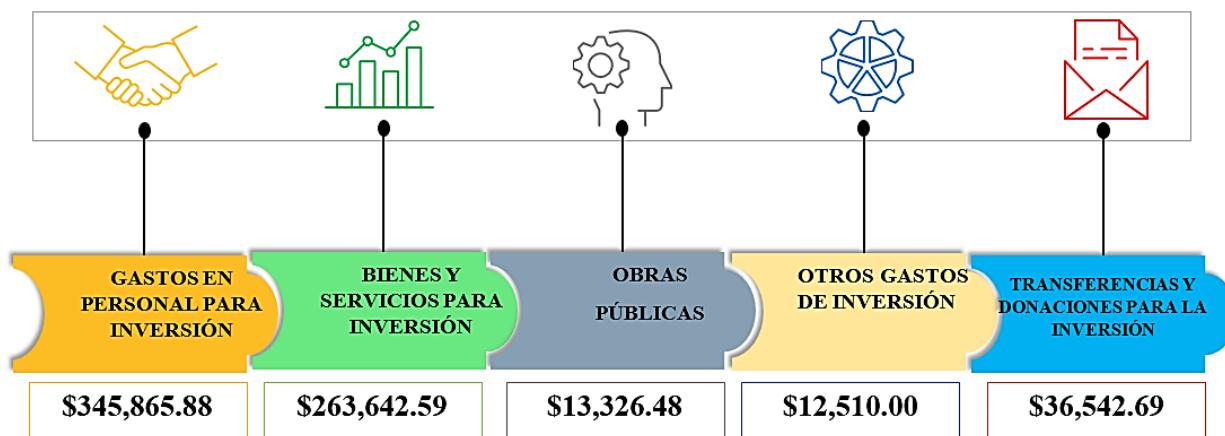 GASTOS EN
PERSONAL PARA
INVERSIÓN
BIENES Y
SERVICIOS PARA
INVERSIÓN
OBRAS
PÚBLICAS
OTROS GASTOS
DE INVERSIÓN
TRANSFERENCIAS Y
DONACIONES PARA LA
INVERSIÓN
$345,865.88
$263,642.59
$13,326.48
$12,510.00
$36,542.69